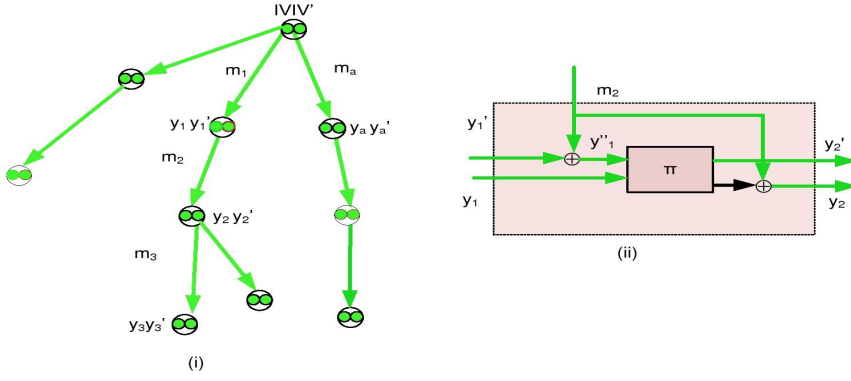 IVIV'
m1
ma
y1 y1'
ya ya'
m2
y2 y2'
m3
y3y3'
(i)
m2
y1'
y''1
y2'
π
y1
y2
(ii)